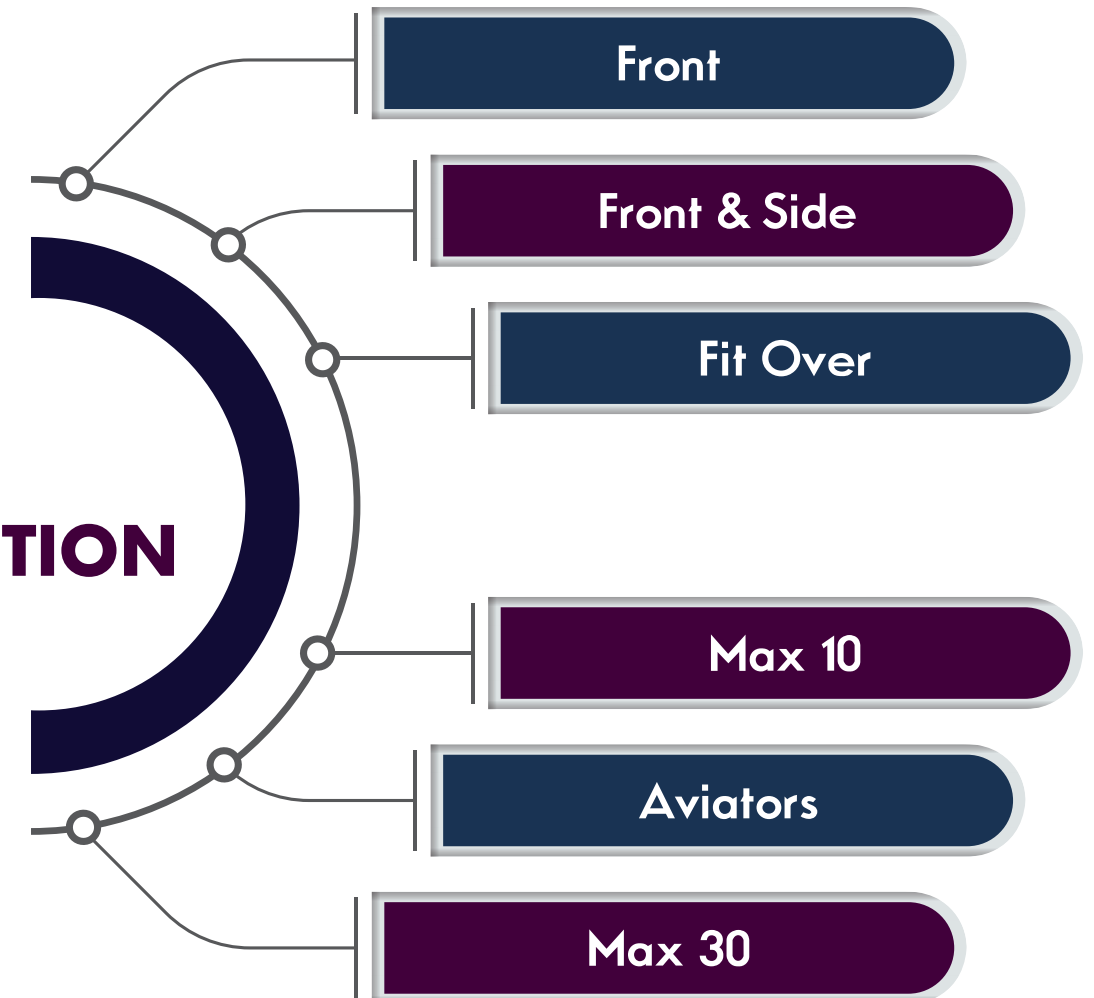 Front
Front & Side
Fit Over
TION
Max 10
Aviators
Max 30